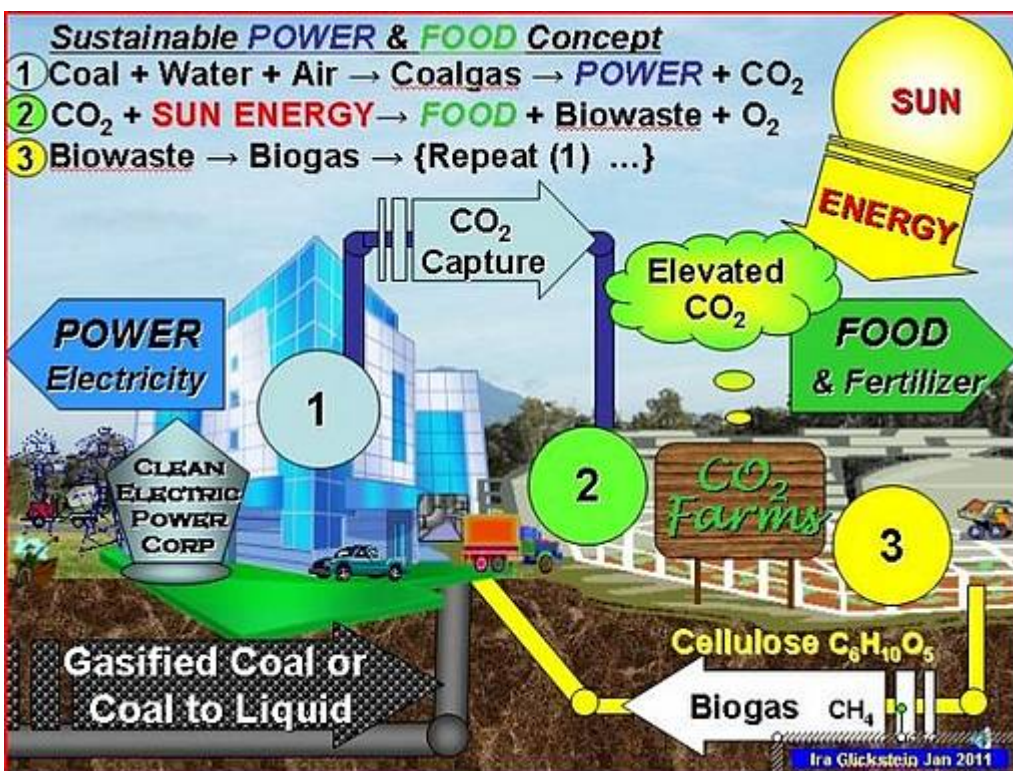 Sustainable POWER & FOOD Concept
1 Coal + Water + Air → Coalgas → POWER + CO₂
2 CO₂ + SUN ENERGY → FOOD + Biowaste + O₂
3 Biowaste → Biogas → {Repeat (1) ...}
SUN
ENERGY
CO₂
Capture
Elevated
CO₂
POWER
Electricity
FOOD
& Fertilizer
1
2
3
CLEAN
ELECTRIC
POWER
CORP
CO₂
Farms
Gasified Coal or
Coal to Liquid
Cellulose C₆H₁₀O₅
Biogas CH₄
Ira Glickstein Jan 2011